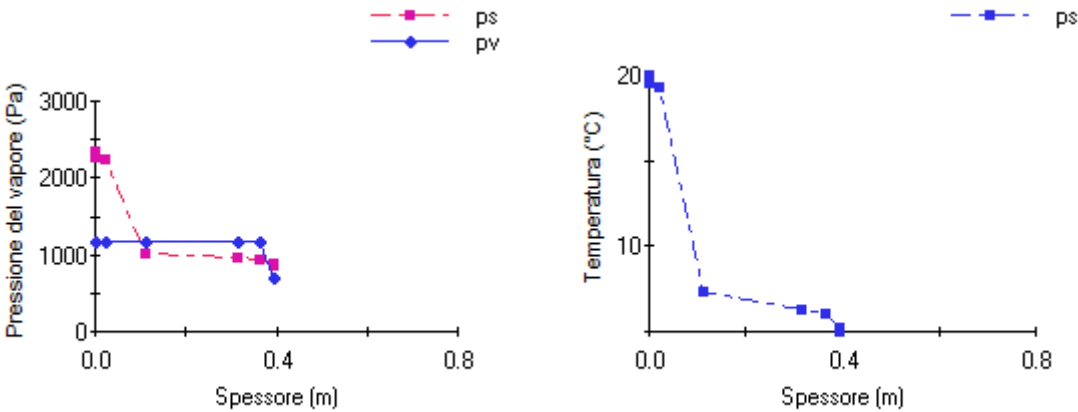 ps
pv
Pressione del vapore (Pa)
3000
2000
1000
0
0.0 0.4 0.8
Spessore (m)
ps
Temperatura (°C)
20
10
0.0 0.4 0.8
Spessore (m)